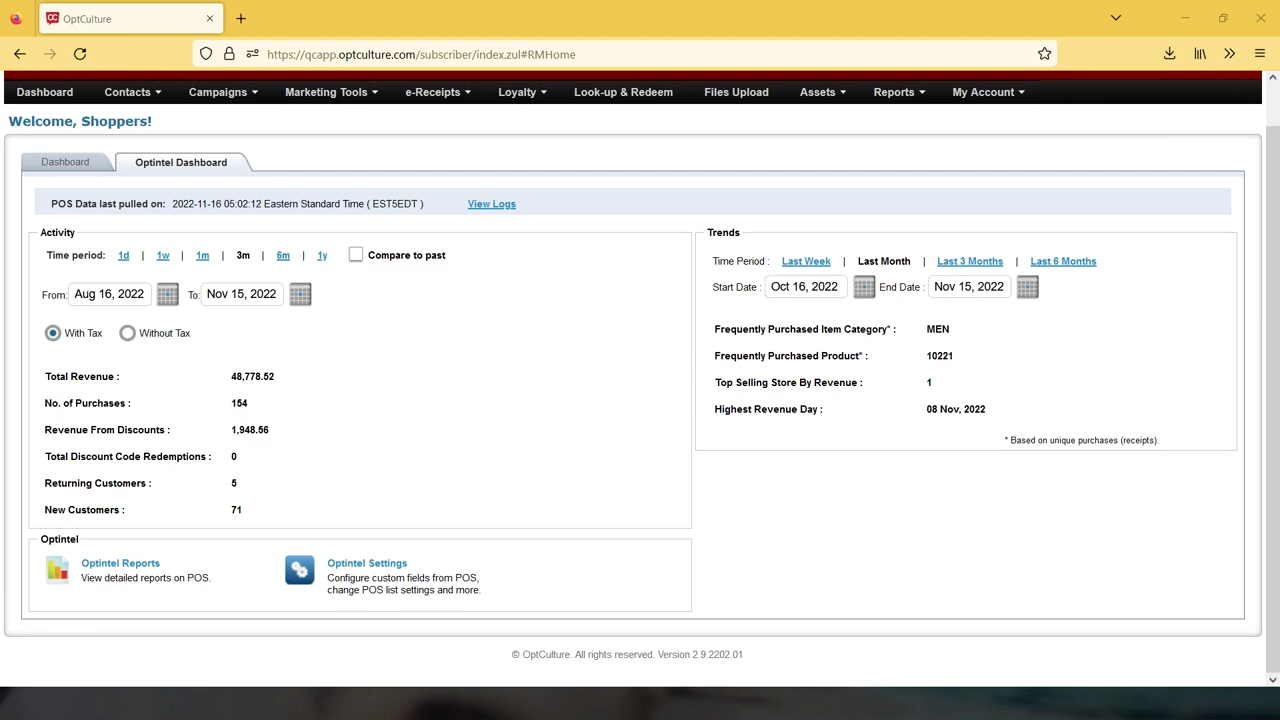 OptCulture
https://qcapp.optculture.com/subscriber/index.zul#RMHome
Dashboard Contacts Campaigns Marketing Tools e-Receipts Loyalty Look-up & Redeem Files Upload Assets Reports My Account
Welcome, Shoppers!
Dashboard Optintel Dashboard
POS Data last pulled on: 2022-11-16 05:02:12 Eastern Standard Time ( EST5EDT ) View Logs
Activity
Time period: 1d | 1w | 1m | 3m | 6m | 1y Compare to past
From: Aug 16, 2022 To: Nov 15, 2022
With Tax Without Tax
Total Revenue : 48,778.52
No. of Purchases : 154
Revenue From Discounts : 1,948.56
Total Discount Code Redemptions : 0
Returning Customers : 5
New Customers : 71
Trends
Time Period : Last Week | Last Month | Last 3 Months | Last 6 Months
Start Date : Oct 16, 2022 End Date : Nov 15, 2022
Frequently Purchased Item Category* : MEN
Frequently Purchased Product* : 10221
Top Selling Store By Revenue : 1
Highest Revenue Day : 08 Nov, 2022
* Based on unique purchases (receipts).
Optintel
Optintel Reports
View detailed reports on POS.
Optintel Settings
Configure custom fields from POS,
change POS list settings and more.
© OptCulture. All rights reserved. Version 2.9.2202.01